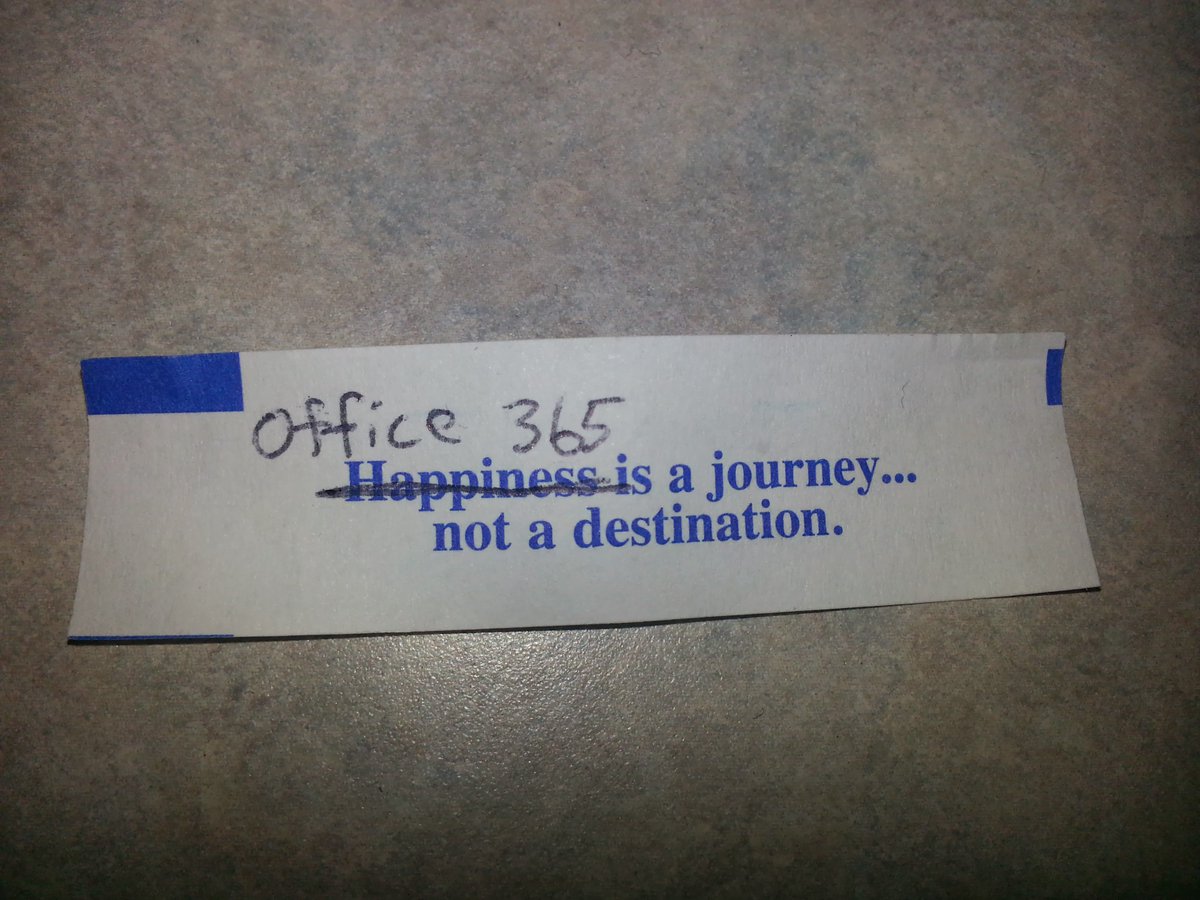 Office 365
Happiness is a journey...
not a destination.